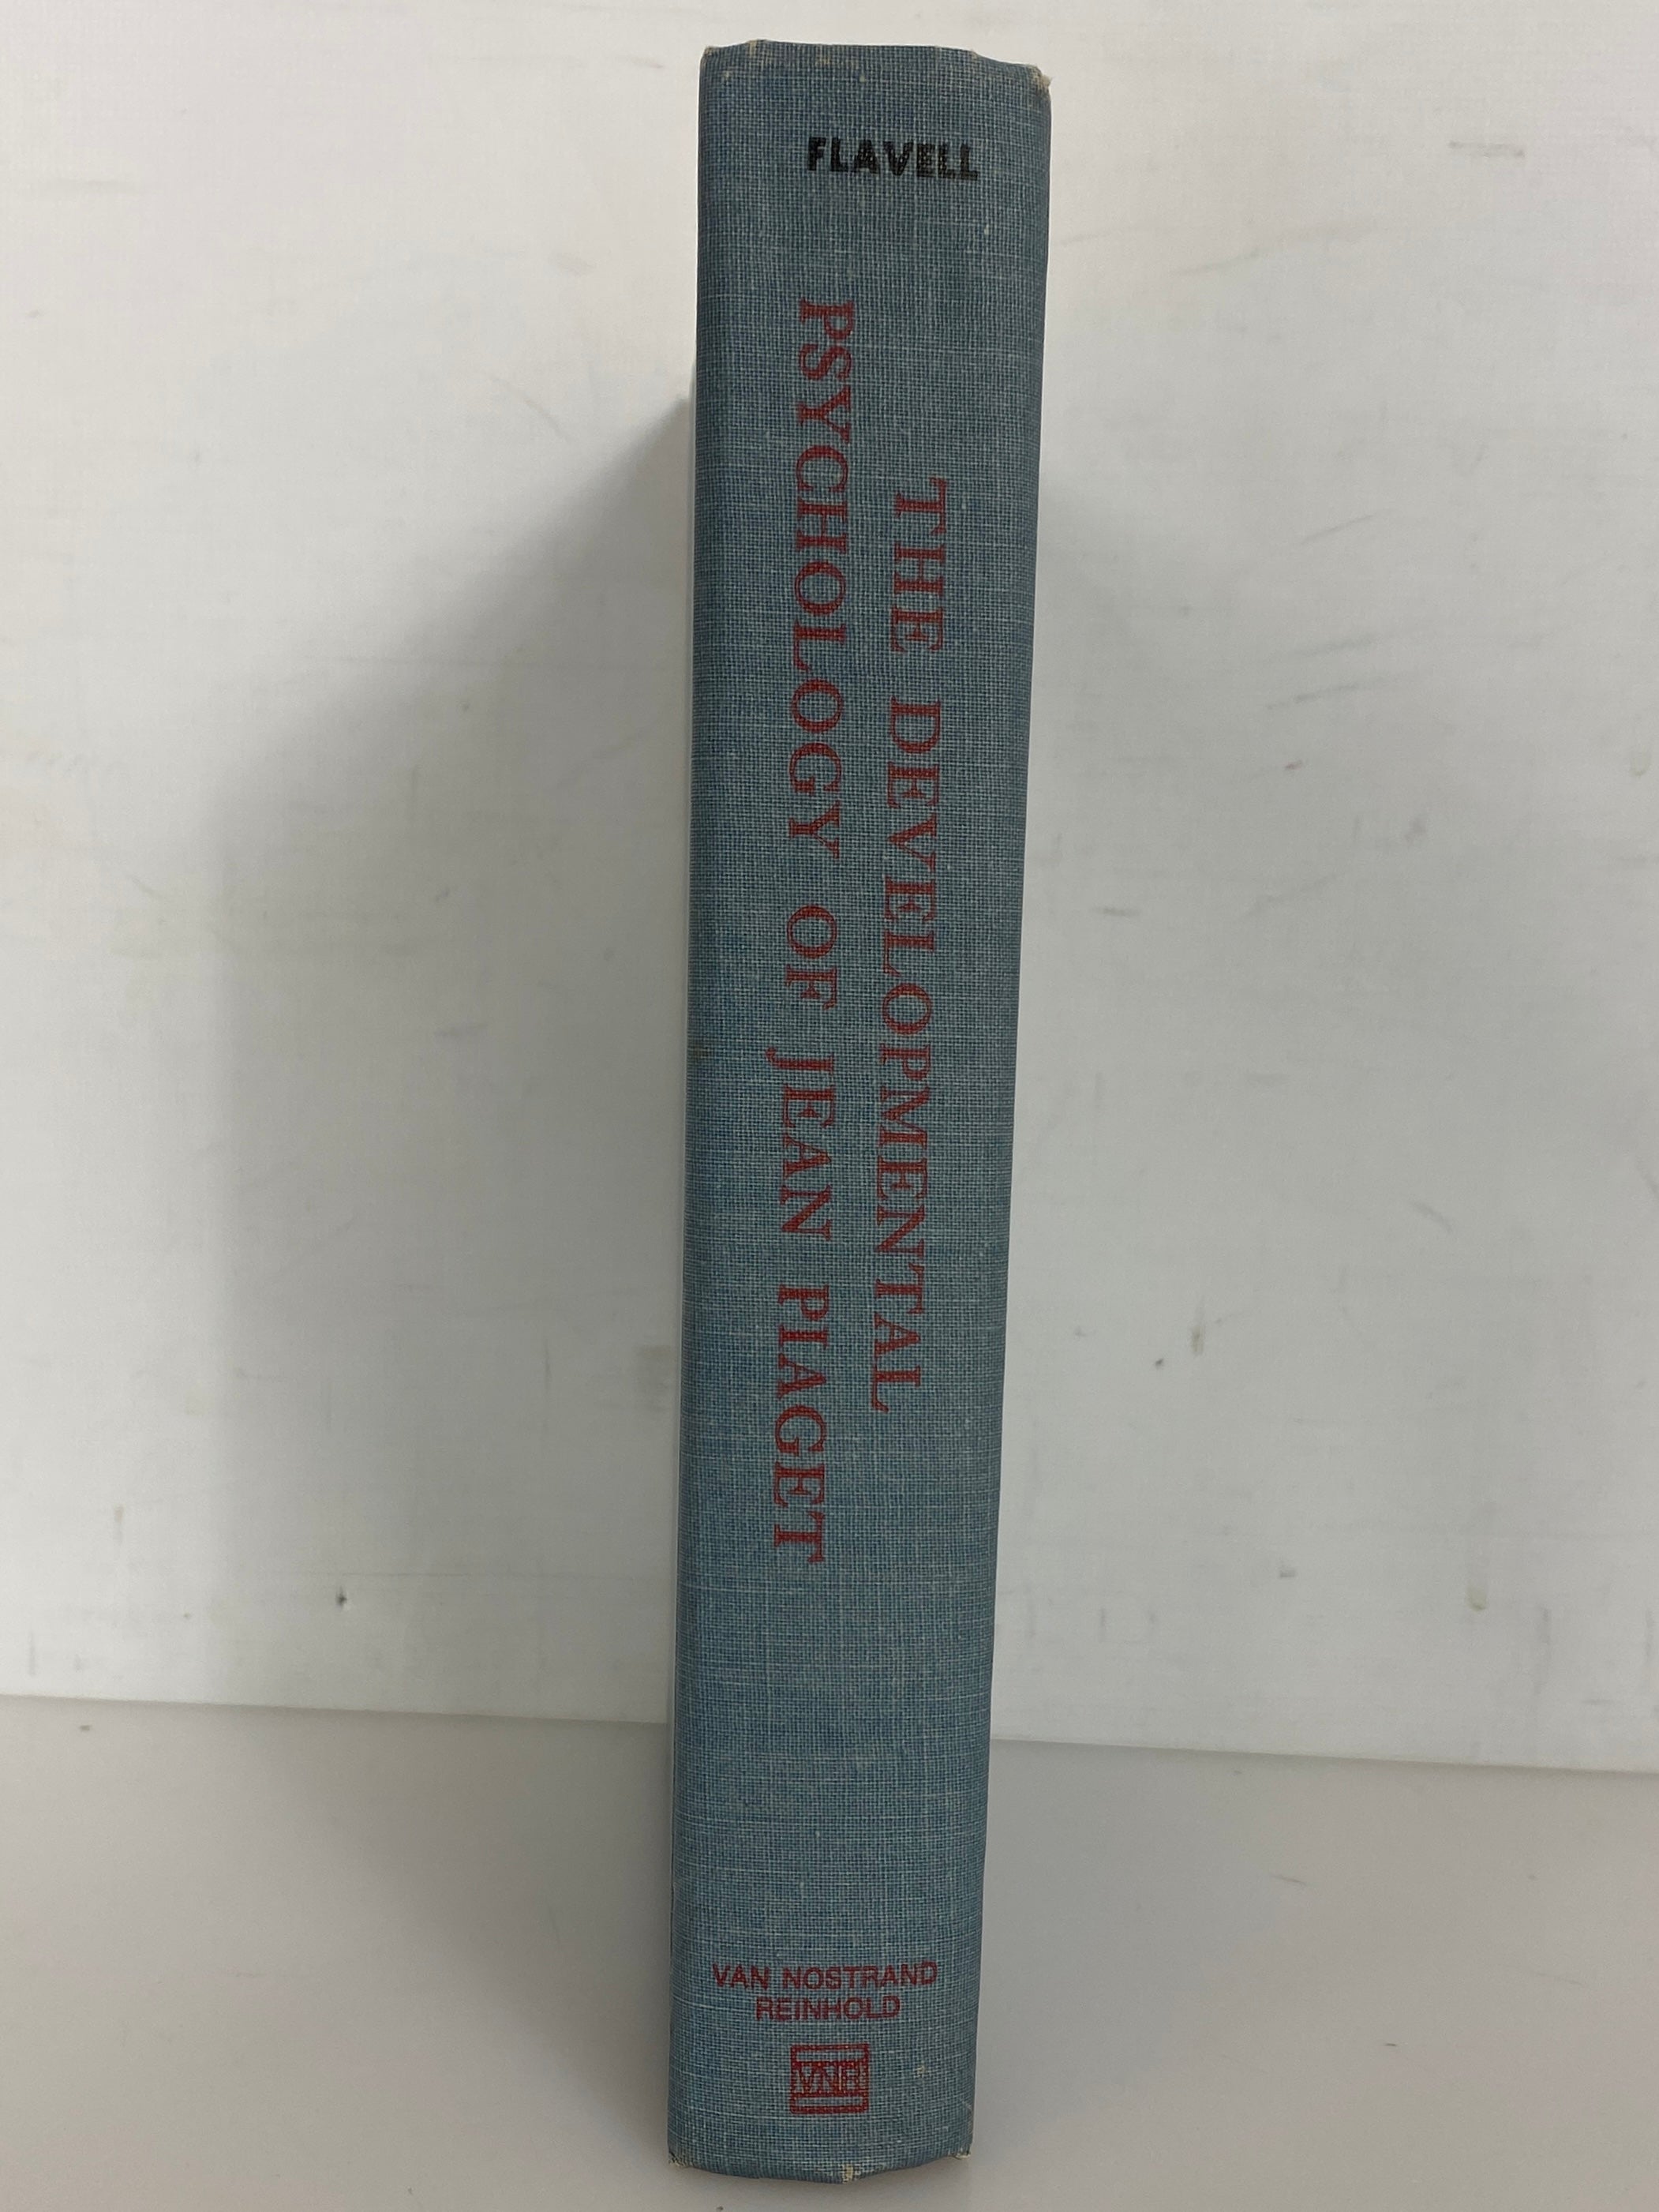 FLAVELL
THE DEVELOPMENTAL
PSYCHOLOGY OF JEAN PIAGET
VAN NOSTRAND
REINHOLD
VNR